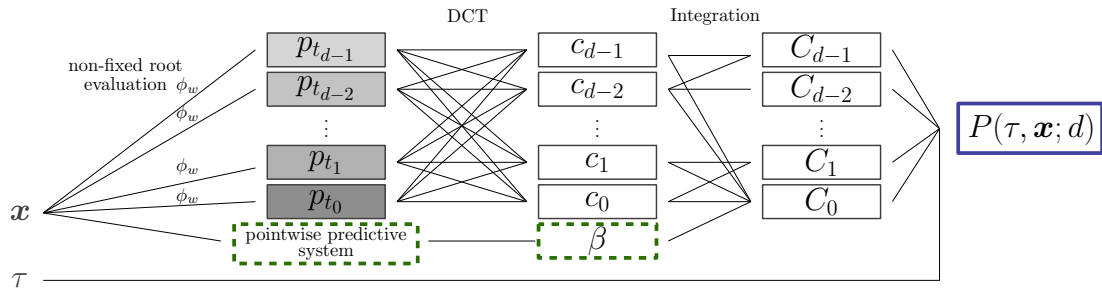 DCT
Integration
non-fixed root
evaluation ϕ_w
ϕ_w
ϕ_w
ϕ_w
p_{t_{d−1}}
p_{t_{d−2}}
⋮
p_{t_1}
p_{t_0}
pointwise predictive
system
c_{d−1}
c_{d−2}
⋮
c_1
c_0
β
C_{d−1}
C_{d−2}
⋮
C_1
C_0
P(τ, x; d)
x
τ